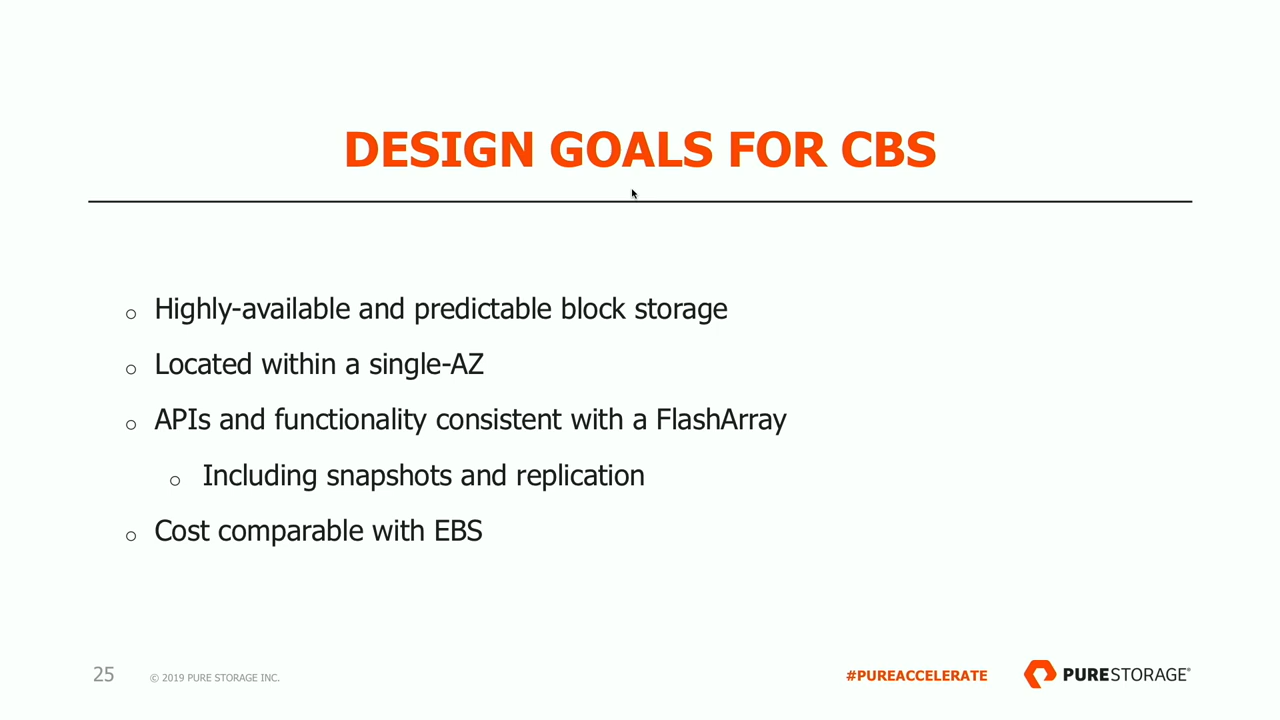 DESIGN GOALS FOR CBS
Highly-available and predictable block storage
Located within a single-AZ
APIs and functionality consistent with a FlashArray
Including snapshots and replication
Cost comparable with EBS
25
© 2019 PURE STORAGE INC.
#PUREACCELERATE
PURESTORAGE®